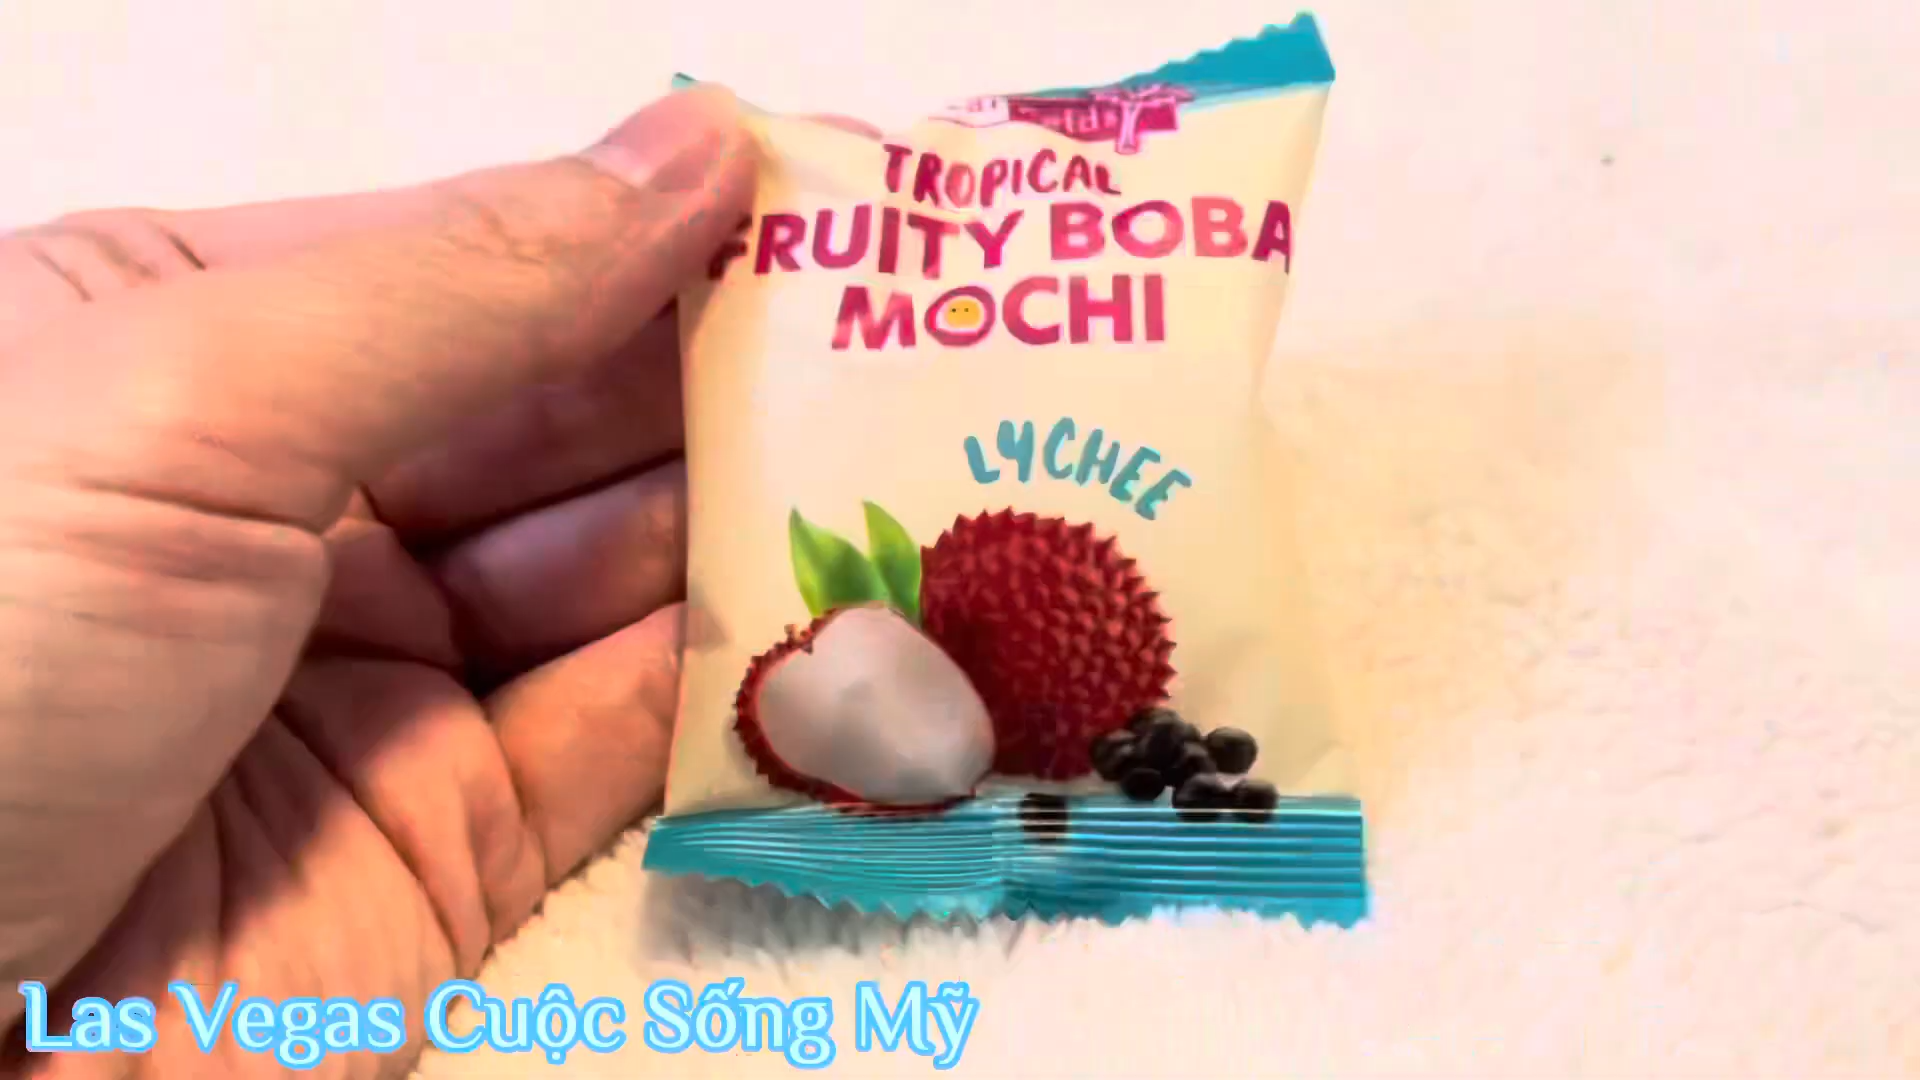 TROPICAL
FRUITY BOBA
MOCHI
LYCHEE
Las Vegas Cuộc Sống Mỹ